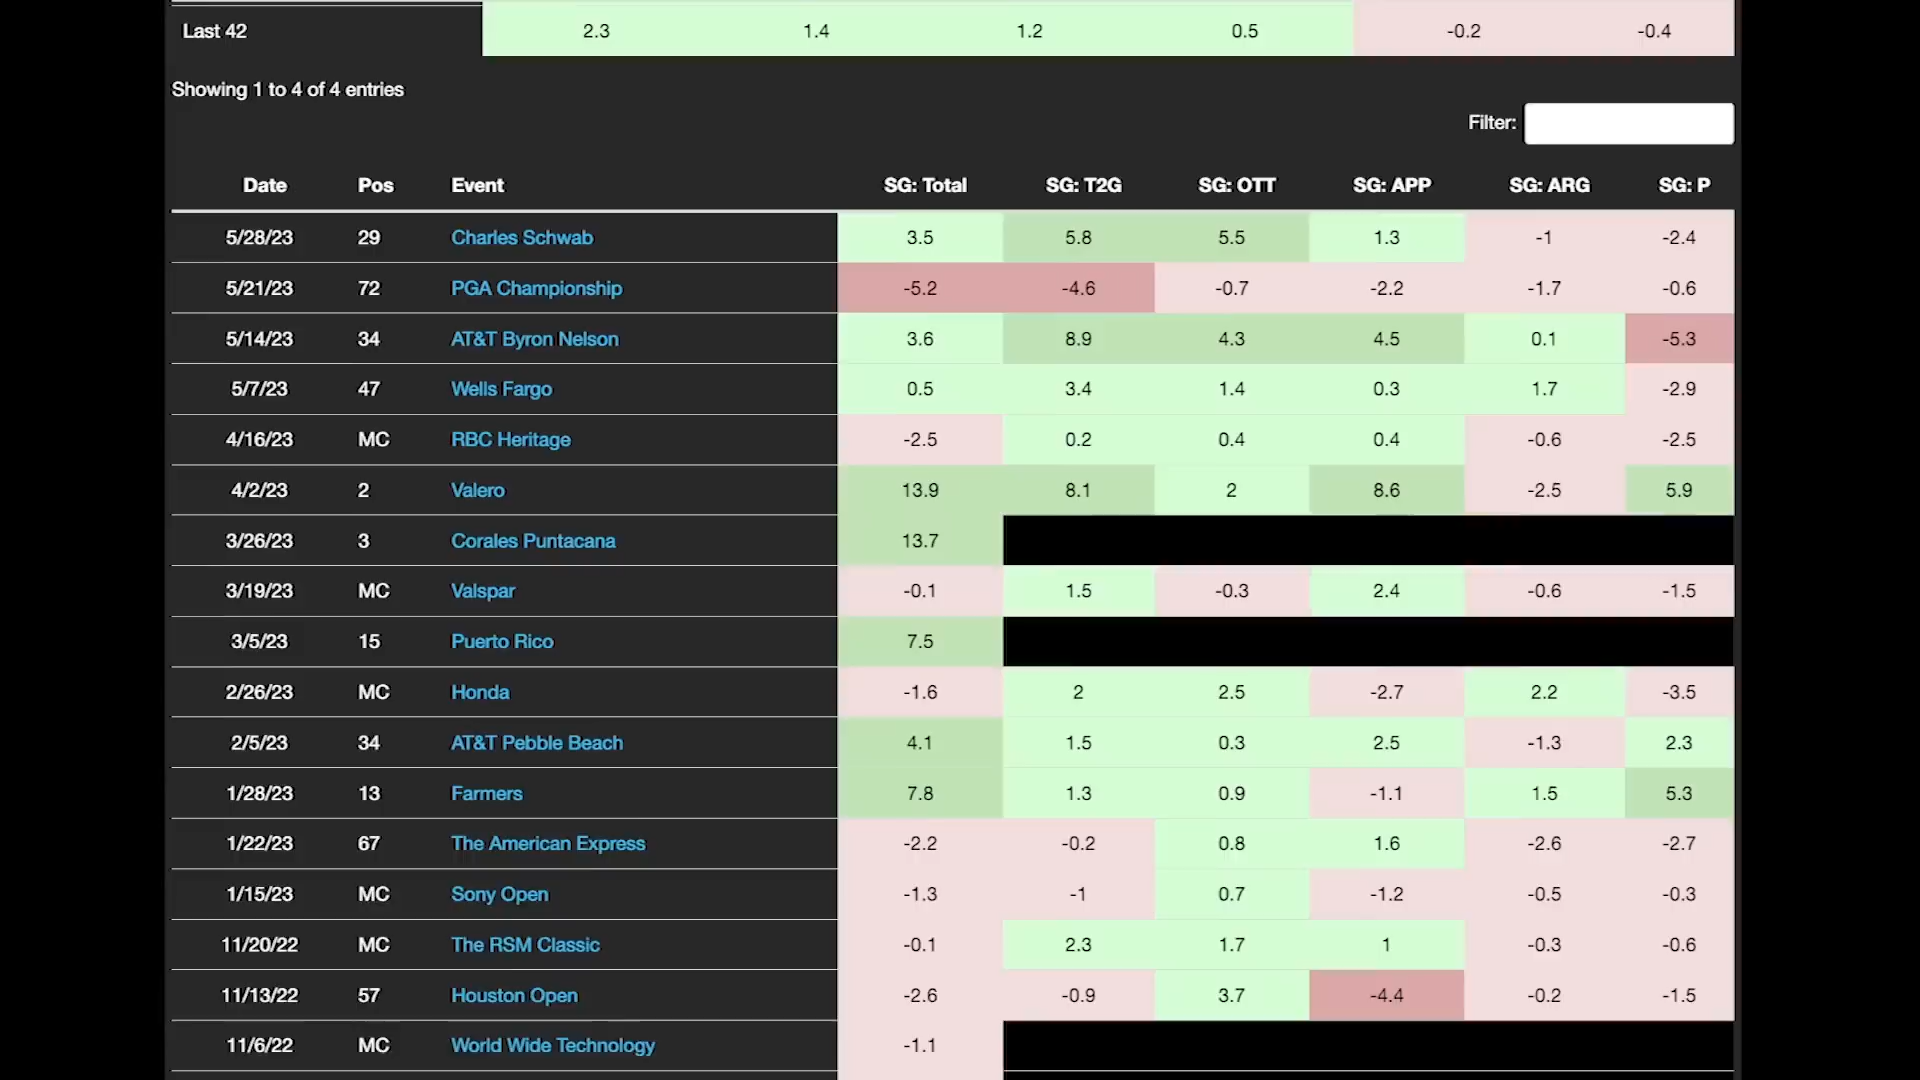 Last 42 2.3 1.4 1.2 0.5 -0.2 -0.4
Showing 1 to 4 of 4 entries
Filter:
Date Pos Event SG: Total SG: T2G SG: OTT SG: APP SG: ARG SG: P
5/28/23 29 Charles Schwab 3.5 5.8 5.5 1.3 -1 -2.4
5/21/23 72 PGA Championship -5.2 -4.6 -0.7 -2.2 -1.7 -0.6
5/14/23 34 AT&T Byron Nelson 3.6 8.9 4.3 4.5 0.1 -5.3
5/7/23 47 Wells Fargo 0.5 3.4 1.4 0.3 1.7 -2.9
4/16/23 MC RBC Heritage -2.5 0.2 0.4 0.4 -0.6 -2.5
4/2/23 2 Valero 13.9 8.1 2 8.6 -2.5 5.9
3/26/23 3 Corales Puntacana 13.7
3/19/23 MC Valspar -0.1 1.5 -0.3 2.4 -0.6 -1.5
3/5/23 15 Puerto Rico 7.5
2/26/23 MC Honda -1.6 2 2.5 -2.7 2.2 -3.5
2/5/23 34 AT&T Pebble Beach 4.1 1.5 0.3 2.5 -1.3 2.3
1/28/23 13 Farmers 7.8 1.3 0.9 -1.1 1.5 5.3
1/22/23 67 The American Express -2.2 -0.2 0.8 1.6 -2.6 -2.7
1/15/23 MC Sony Open -1.3 -1 0.7 -1.2 -0.5 -0.3
11/20/22 MC The RSM Classic -0.1 2.3 1.7 1 -0.3 -0.6
11/13/22 57 Houston Open -2.6 -0.9 3.7 -4.4 -0.2 -1.5
11/6/22 MC World Wide Technology -1.1